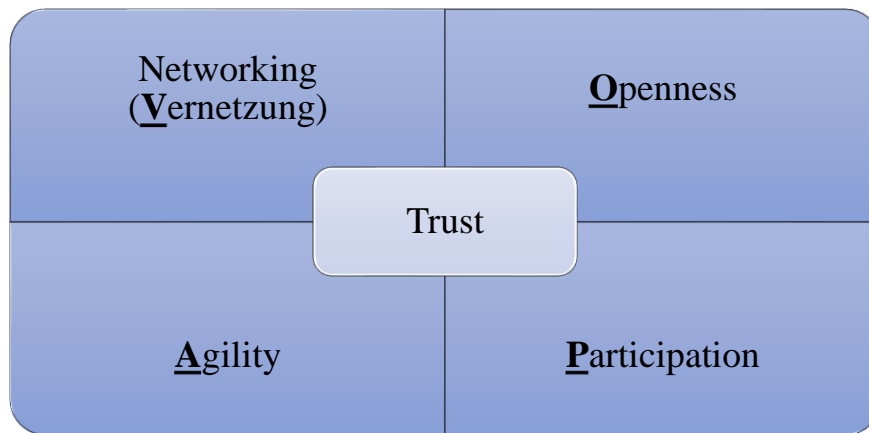 Networking
(Vernetzung)
Openness
Trust
Agility
Participation